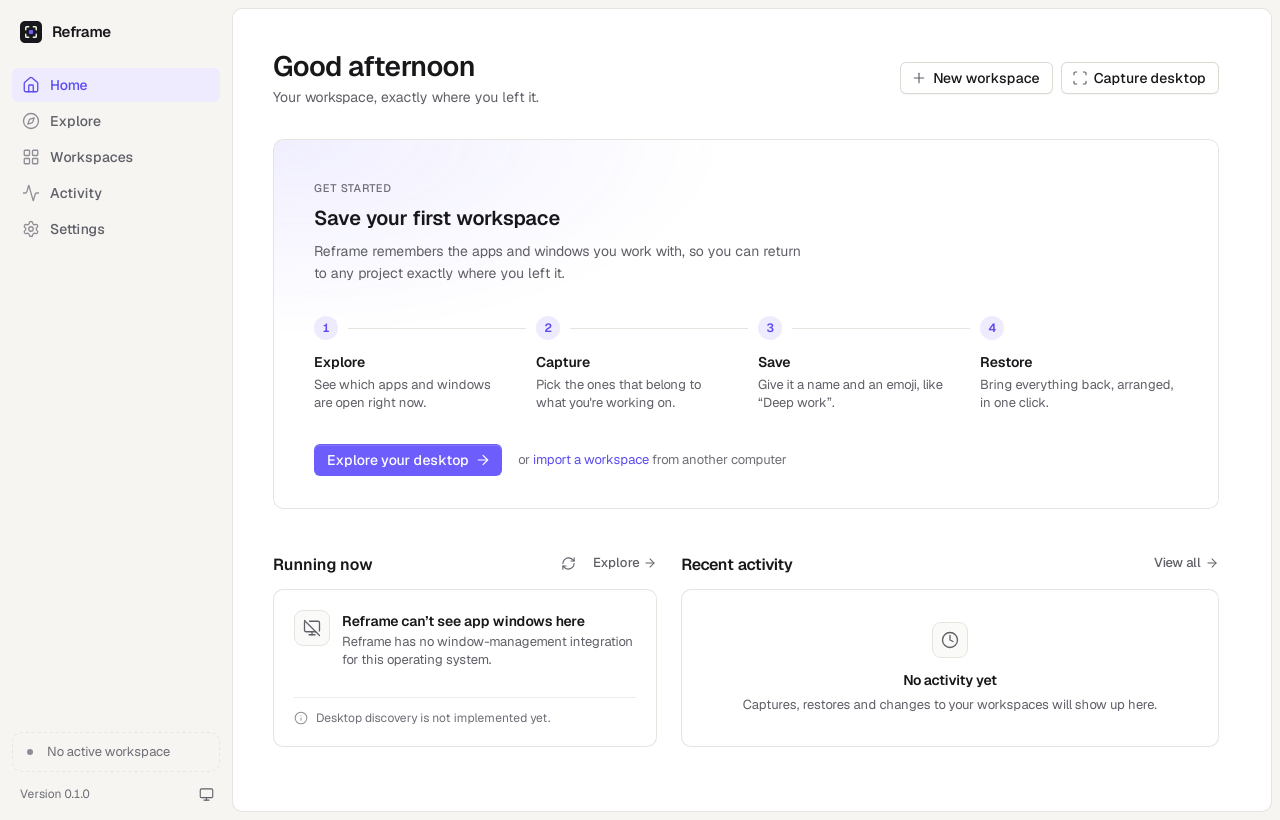 Reframe
Home
Explore
Workspaces
Activity
Settings
No active workspace
Version 0.1.0
Good afternoon
Your workspace, exactly where you left it.
New workspace
Capture desktop
GET STARTED
Save your first workspace
Reframe remembers the apps and windows you work with, so you can return
to any project exactly where you left it.
1
Explore
See which apps and windows
are open right now.
2
Capture
Pick the ones that belong to
what you're working on.
3
Save
Give it a name and an emoji, like
“Deep work”.
4
Restore
Bring everything back, arranged,
in one click.
Explore your desktop
or import a workspace from another computer
Running now
Explore
Reframe can’t see app windows here
Reframe has no window-management integration
for this operating system.
Desktop discovery is not implemented yet.
Recent activity
View all
No activity yet
Captures, restores and changes to your workspaces will show up here.